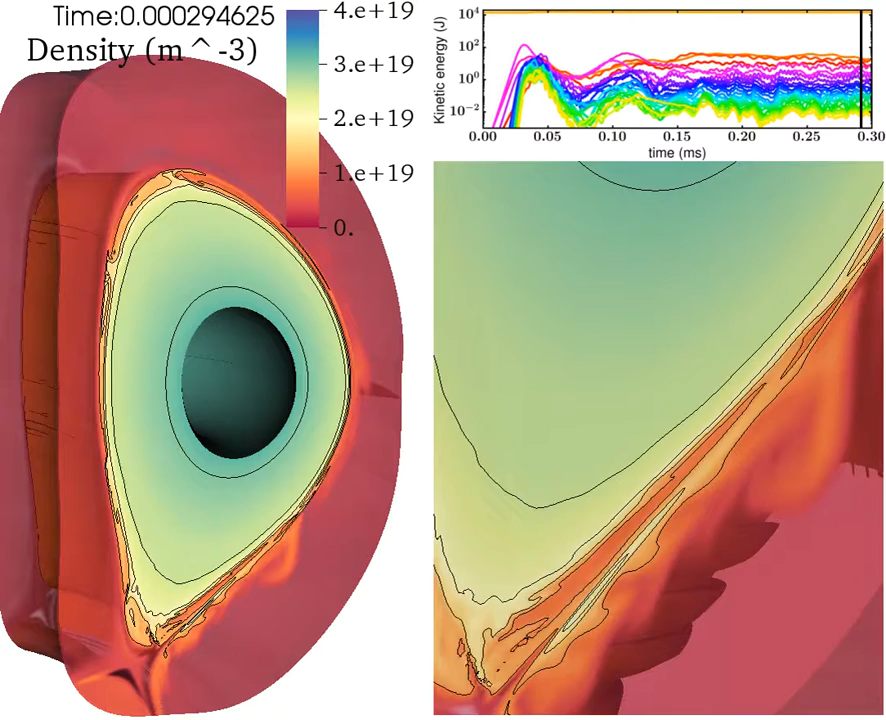 Time:0.000294625
Density (m^-3)
4.e+19
3.e+19
2.e+19
1.e+19
0.
Kinetic energy (J)
10⁴
10²
10⁰
10⁻²
0.00 0.05 0.10 0.15 0.20 0.25 0.30
time (ms)